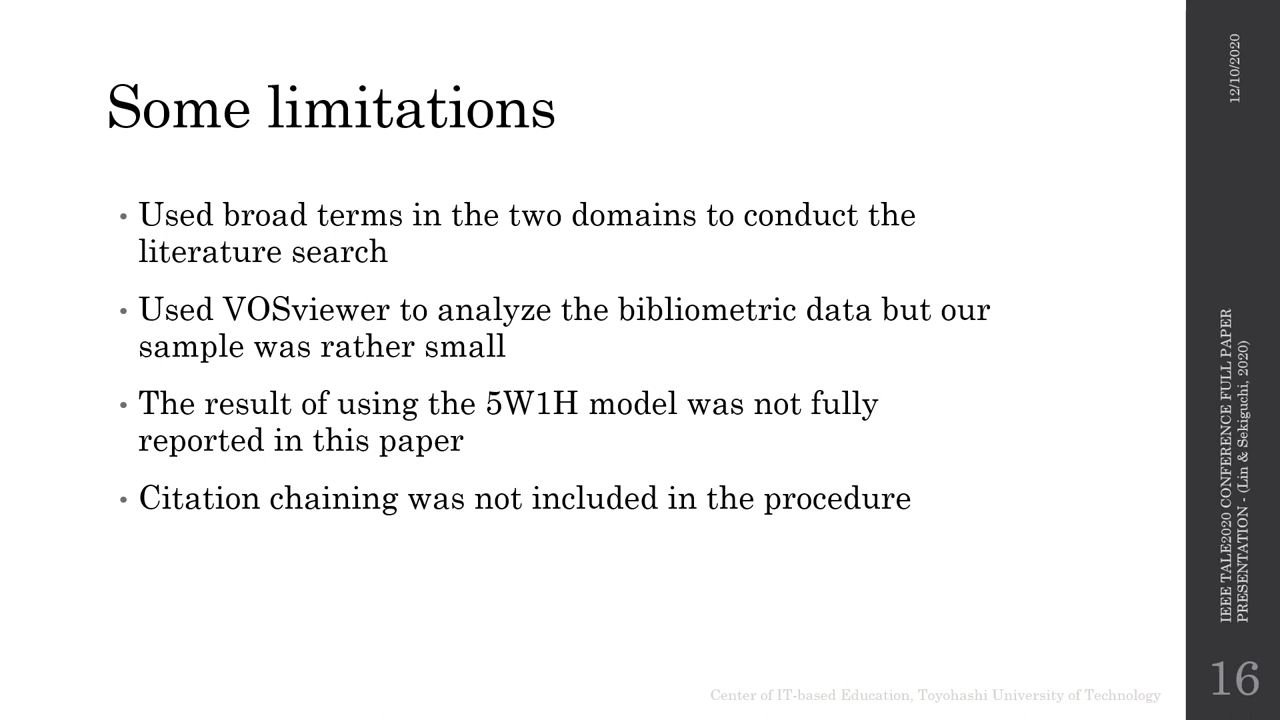 Some limitations
• Used broad terms in the two domains to conduct the
literature search
• Used VOSviewer to analyze the bibliometric data but our
sample was rather small
• The result of using the 5W1H model was not fully
reported in this paper
• Citation chaining was not included in the procedure
12/10/2020
IEEE TALE2020 CONFERENCE FULL PAPER
PRESENTATION - (Lin & Sekiguchi, 2020)
16
Center of IT-based Education, Toyohashi University of Technology